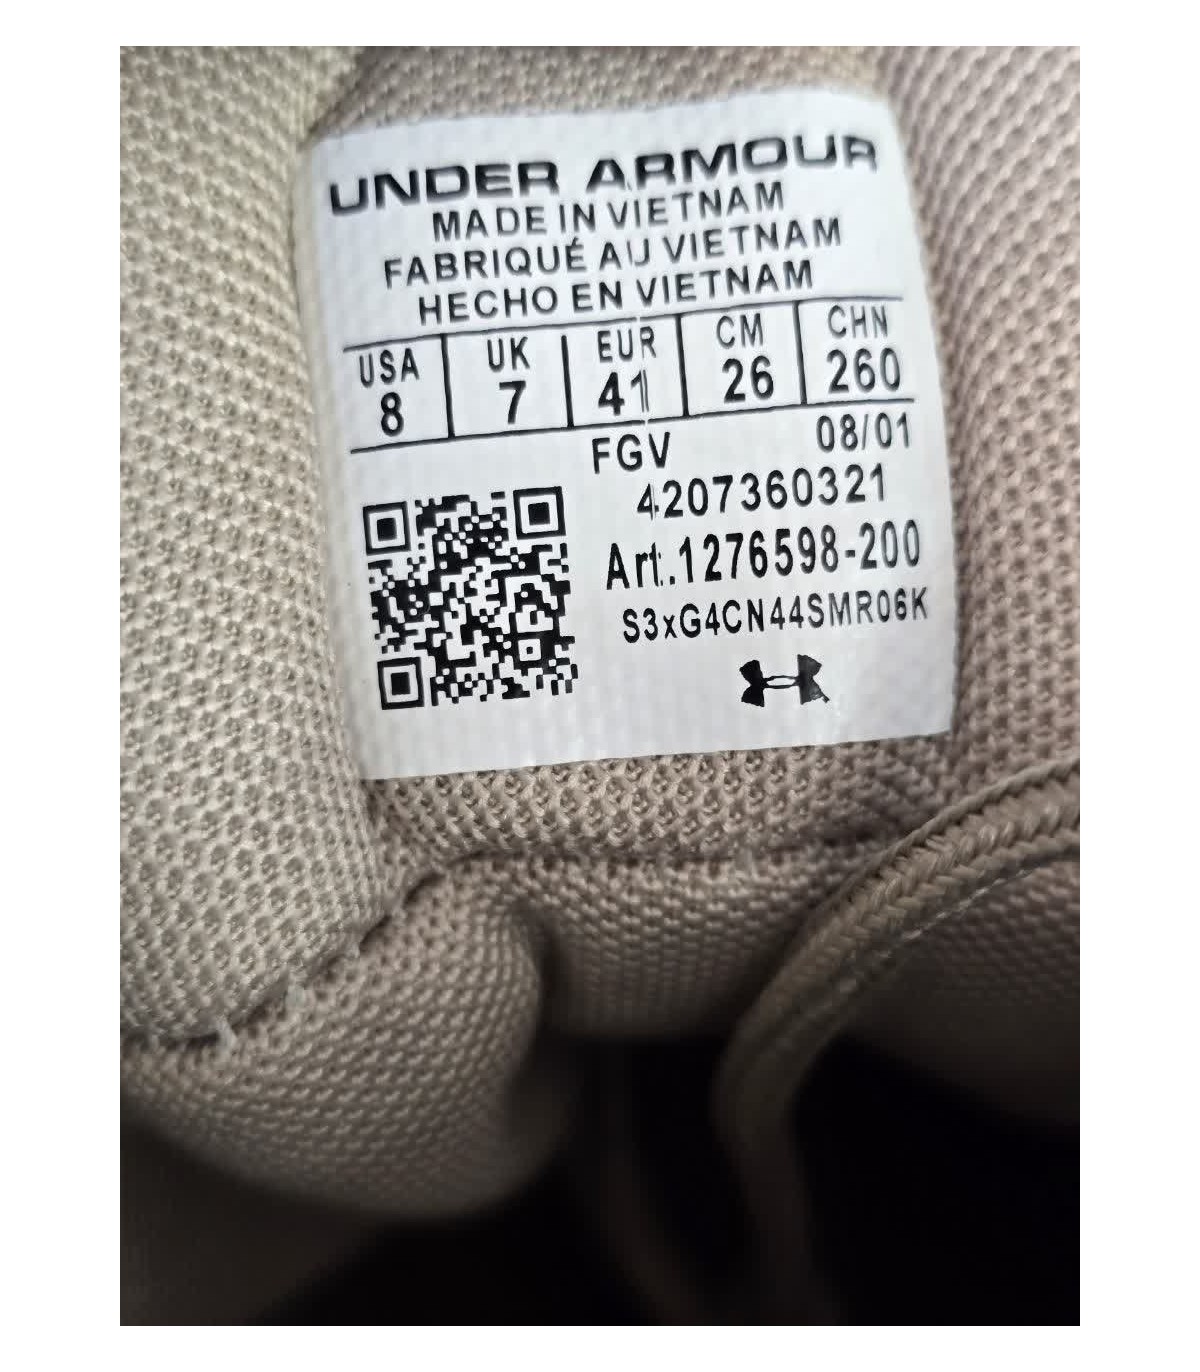 UNDER ARMOUR
MADE IN VIETNAM
FABRIQUÉ AU VIETNAM
HECHO EN VIETNAM
USA UK EUR CM CHN
8 7 41 26 260
FGV 08/01
4207360321
Art.:1276598-200
S3xG4CN44SMR06K